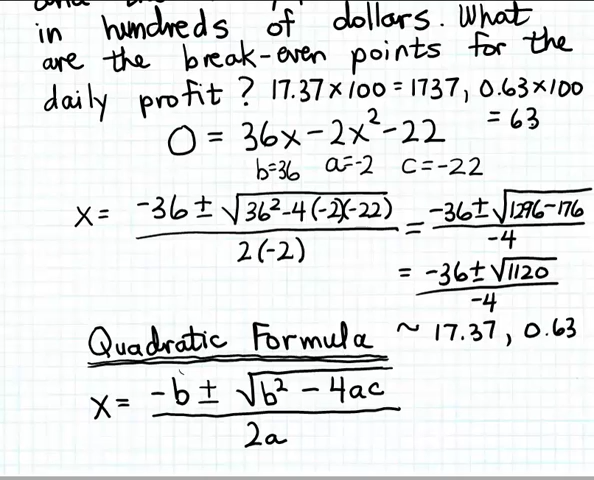 in hundreds of dollars. What
are the break-even points for the
daily profit? 17.37×100=1737, 0.63×100
= 63
0 = 36x-2x²-22
b=36 a=-2 c=-22
x= -36 ± √36²-4(-2)(-22) / 2(-2) = -36±√1296-176 / -4
= -36±√1120 / -4
~ 17.37, 0.63
Quadratic Formula
x= -b ± √b² - 4ac / 2a